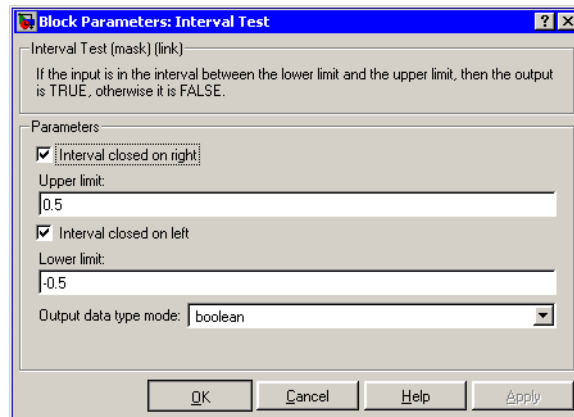 Block Parameters: Interval Test
Interval Test (mask) (link)
If the input is in the interval between the lower limit and the upper limit, then the output
is TRUE, otherwise it is FALSE.
Parameters
Interval closed on right
Upper limit:
0.5
Interval closed on left
Lower limit:
-0.5
Output data type mode: boolean
OK Cancel Help Apply